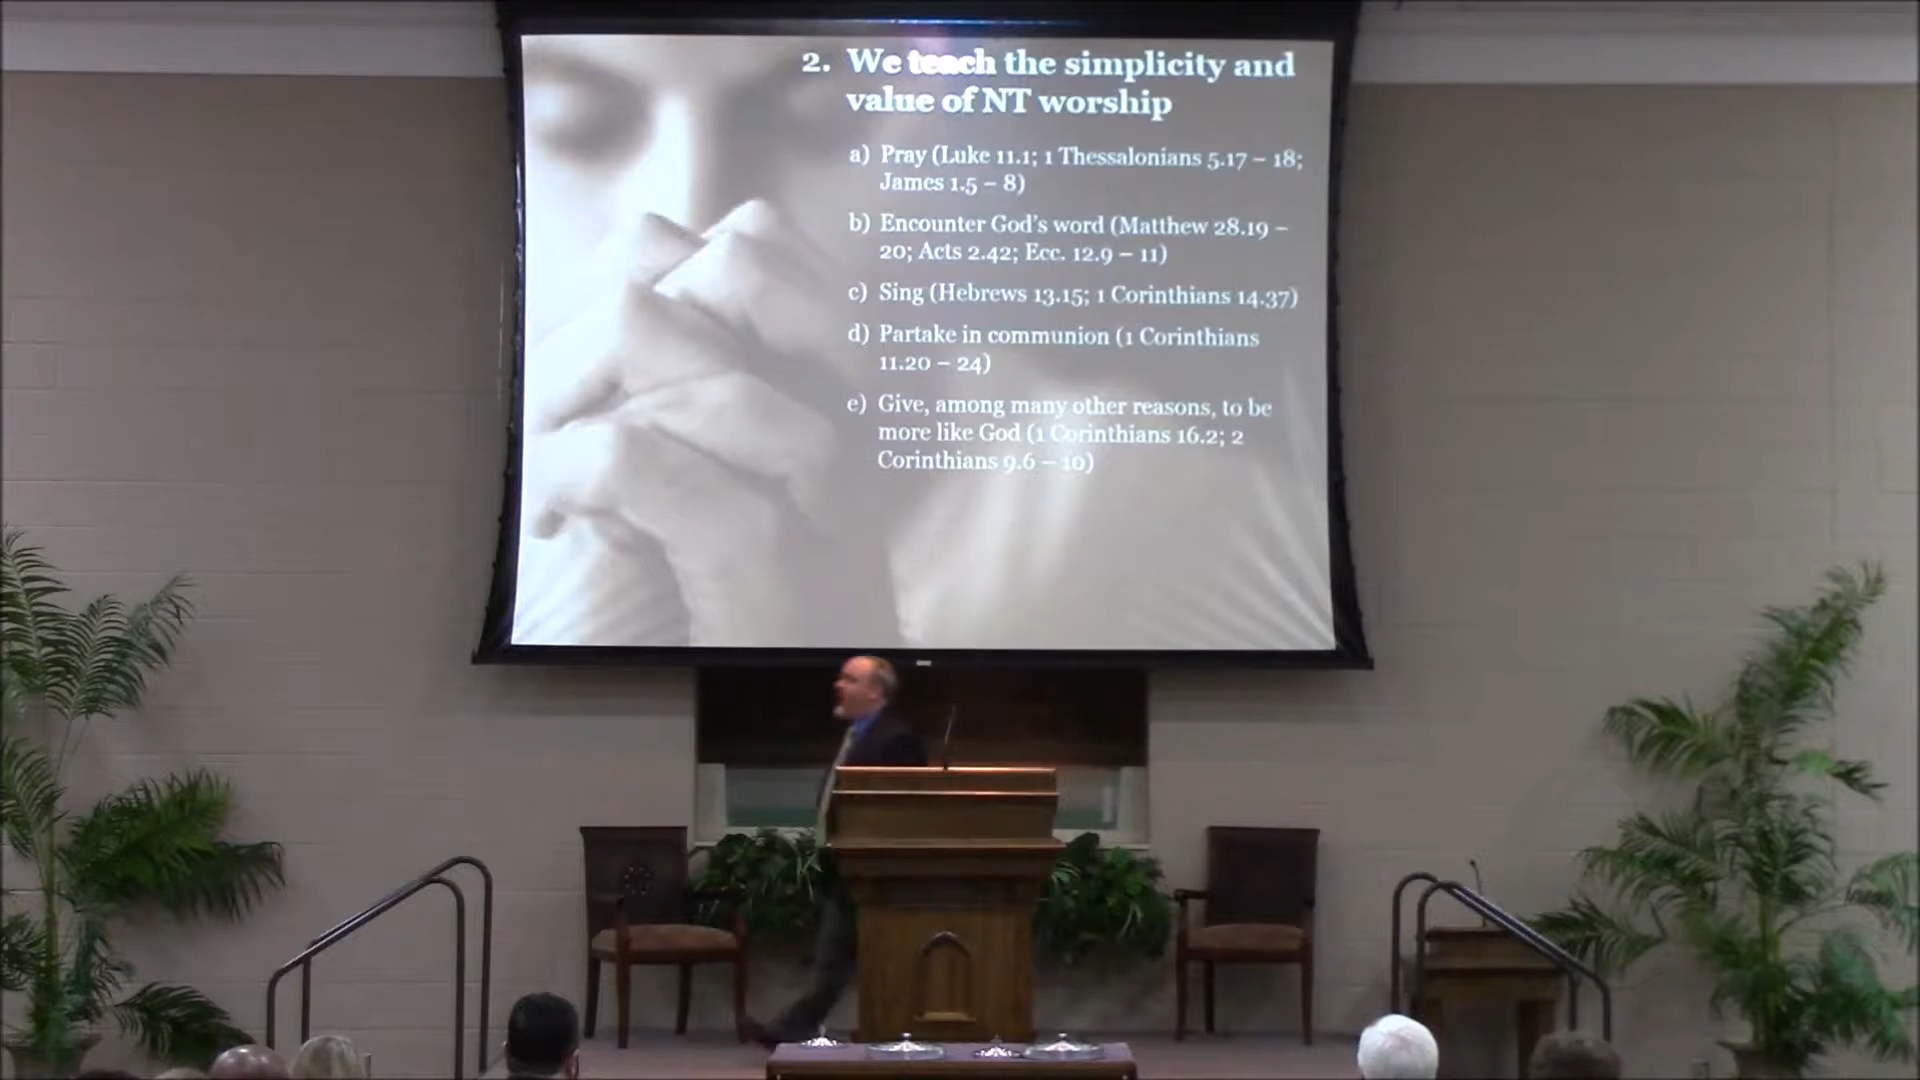 2. We teach the simplicity and
value of NT worship
a) Pray (Luke 11.1; 1 Thessalonians 5.17 – 18;
James 1.5 – 8)
b) Encounter God's word (Matthew 28.19 –
20; Acts 2.42; Ecc. 12.9 – 11)
c) Sing (Hebrews 13.15; 1 Corinthians 14.37)
d) Partake in communion (1 Corinthians
11.20 – 24)
e) Give, among many other reasons, to be
more like God (1 Corinthians 16.2; 2
Corinthians 9.6 – 10)